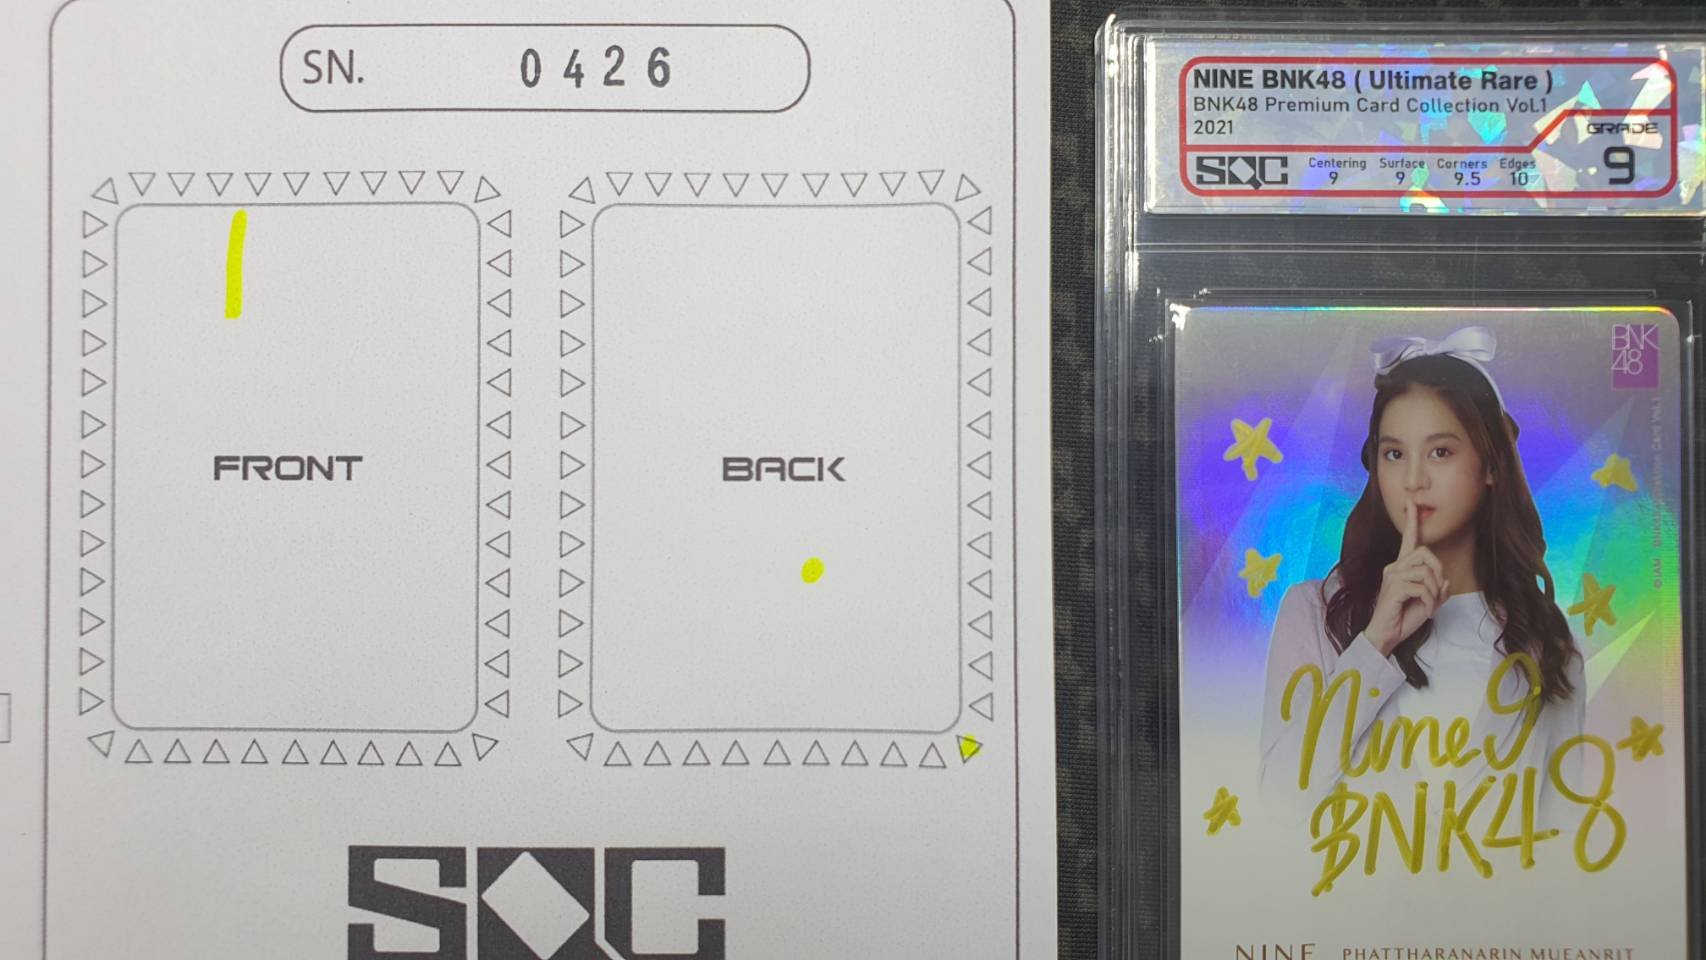 SN. 0426
FRONT
BACK
SQC
NINE BNK48 ( Ultimate Rare )
BNK48 Premium Card Collection Vol.1
2021
GRADE
9
SQC
Centering Surface Corners Edges
9 9 9.5 10
BNK
48
Nine 9
BNK48
NINE PHATTHARANARIN MUEANRIT